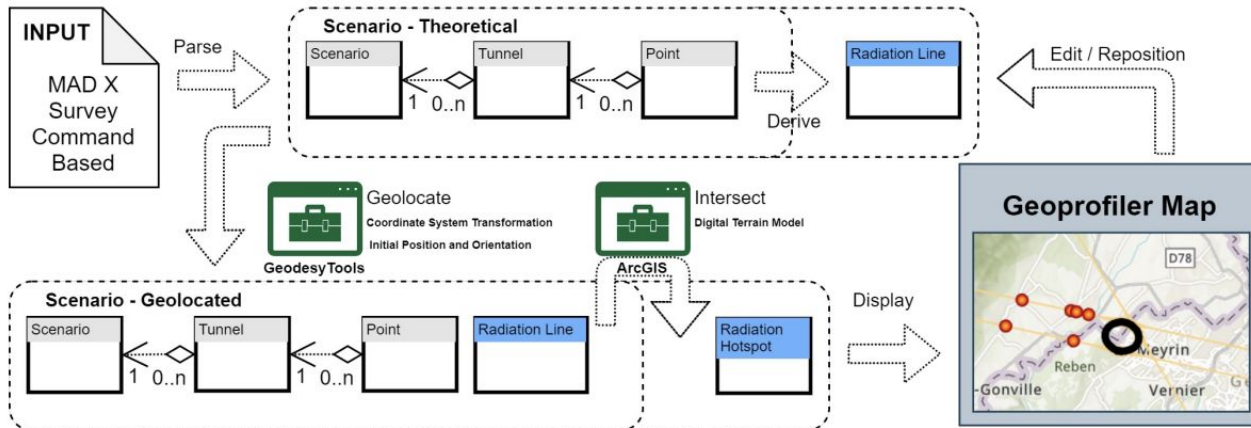 INPUT
MAD X
Survey
Command
Based
Parse
Scenario - Theoretical
Scenario
Tunnel
Point
1
0..n
1
0..n
Derive
Radiation Line
Edit / Reposition
Geolocate
Coordinate System Transformation
Initial Position and Orientation
GeodesyTools
Intersect
Digital Terrain Model
ArcGIS
Scenario - Geolocated
Scenario
Tunnel
Point
Radiation Line
1
0..n
1
0..n
Radiation
Hotspot
Display
Geoprofiler Map
D78
Meyrin
Reben
-Gonville
Vernier
Ge